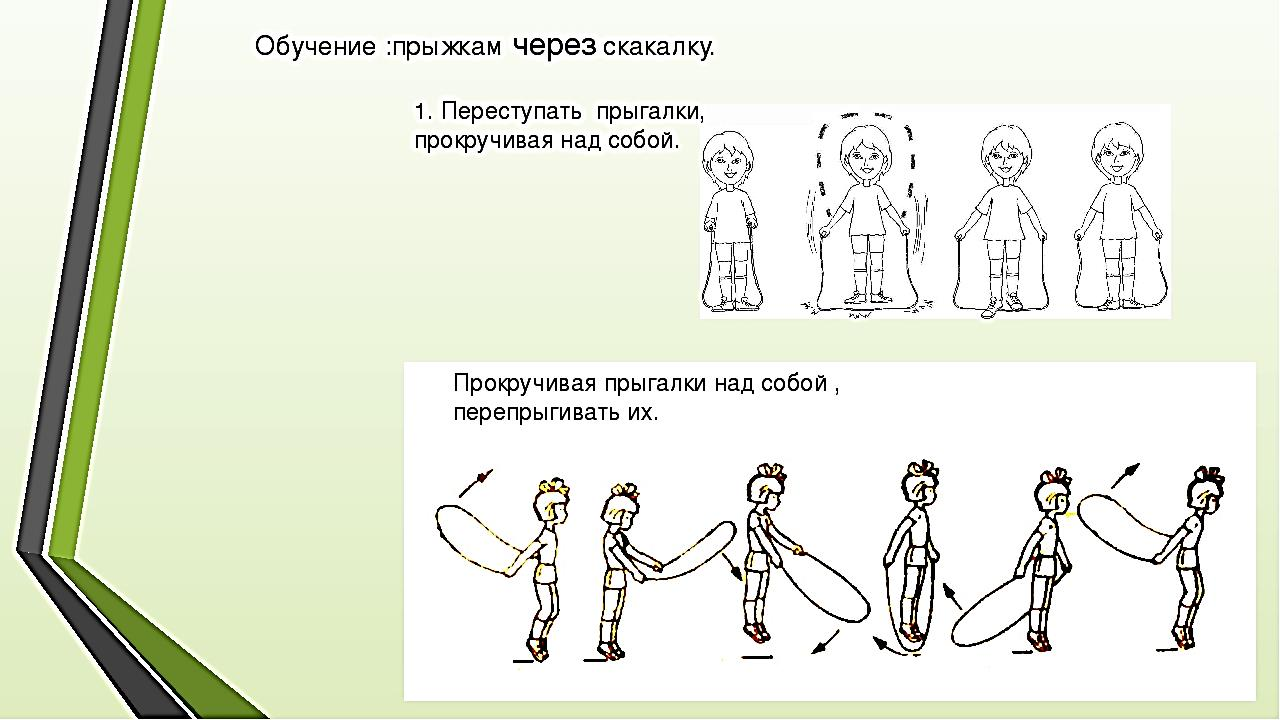 Обучение :прыжкам через скакалку.
1. Переступать прыгалки,
прокручивая над собой.
Прокручивая прыгалки над собой ,
перепрыгивать их.